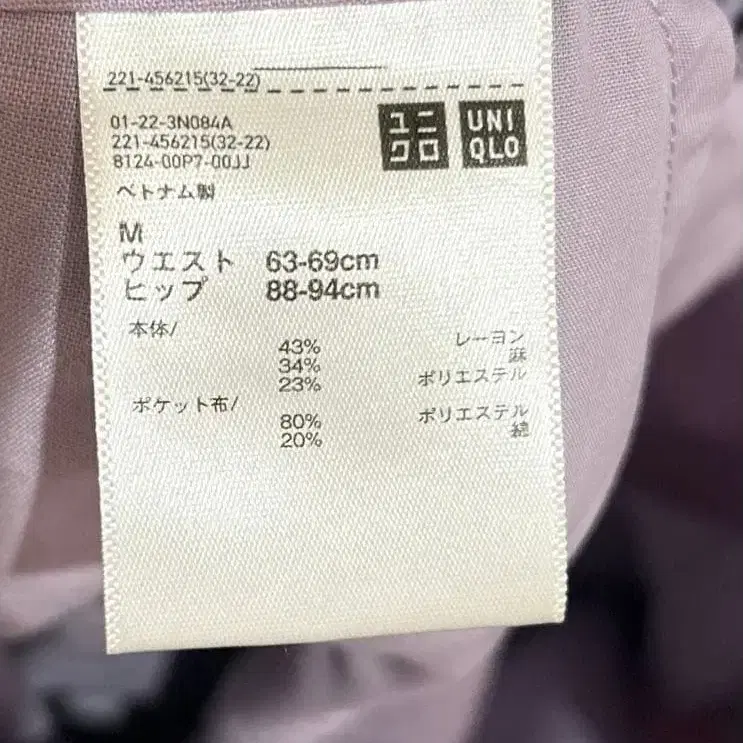 221-456215(32-22)
01-22-3N084A
221-456215(32-22)
8124-00P7-00JJ
ベトナム製
ユニ
クロ
UNI
QLO
M
ウエスト 63-69cm
ヒップ 88-94cm
本体/
43% レーヨン
34% 麻
23% ポリエステル
ポケット布/
80% ポリエステル
20% 綿